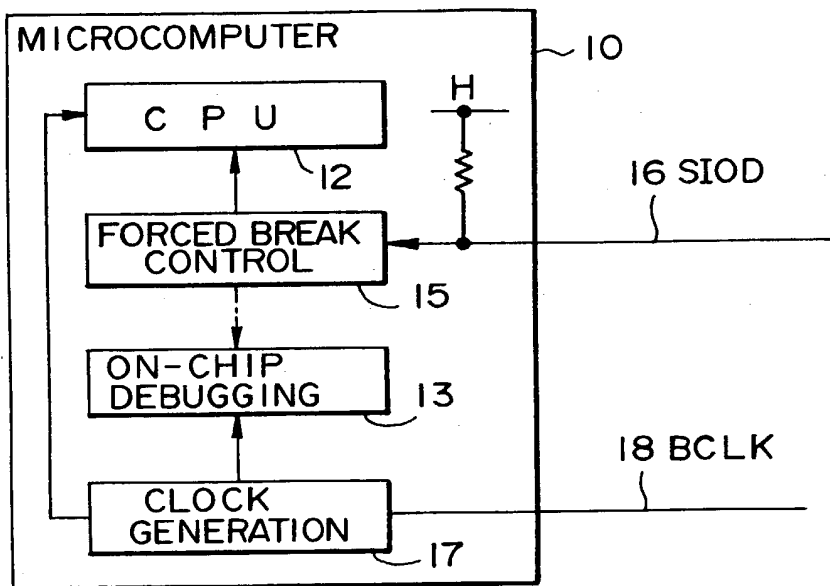 MICROCOMPUTER
10
CPU
12
H
16 SIOD
FORCED BREAK
CONTROL
15
ON-CHIP
DEBUGGING
13
18 BCLK
CLOCK
GENERATION
17